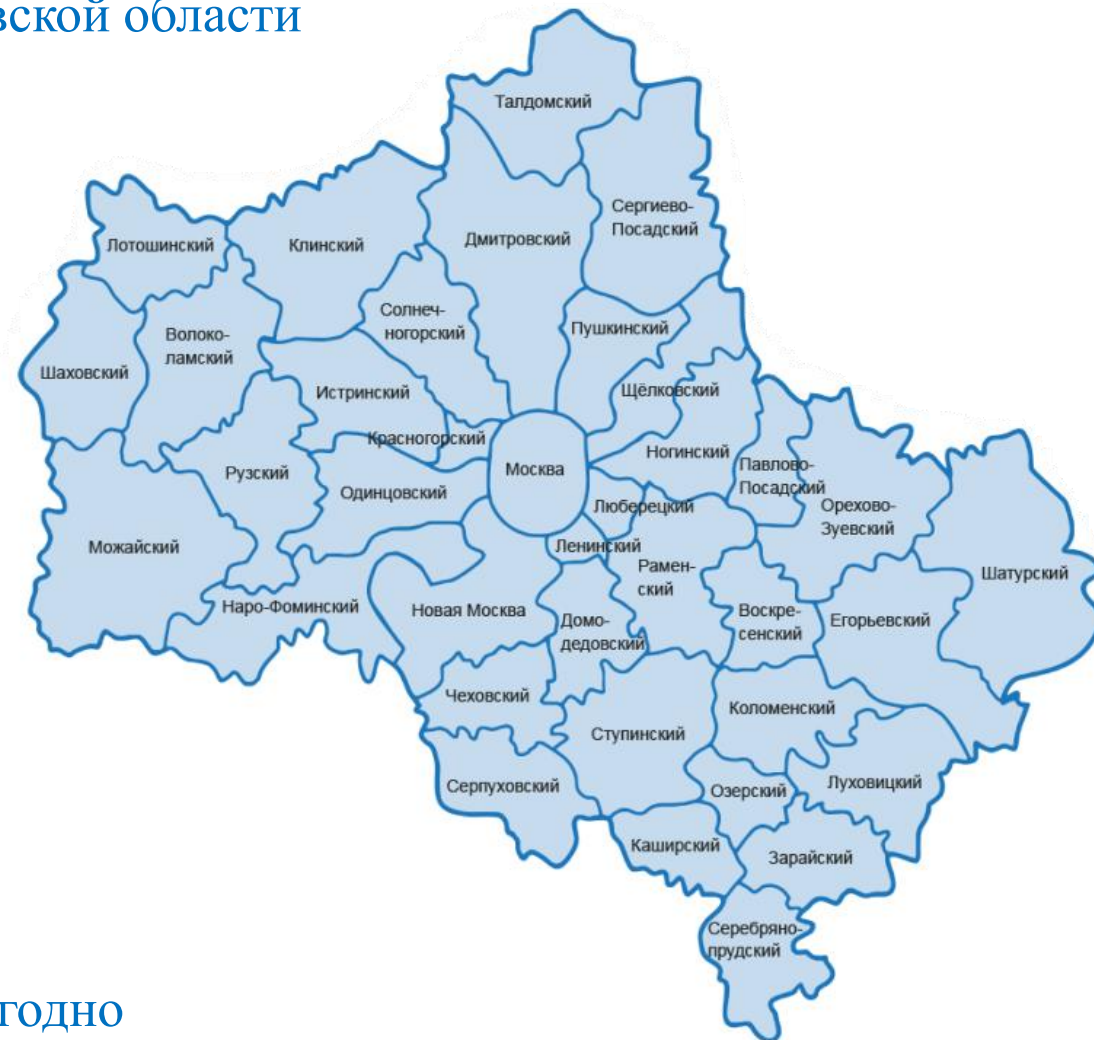 вской области
Талдомский
Сергиево-
Посадский
Лотошинский
Клинский
Дмитровский
Солнеч-
ногорский
Пушкинский
Волоко-
ламский
Шаховский
Истринский
Щёлковский
Красногорский
Ногинский
Москва
Рузский
Одинцовский
Павлово-
Посадский
Люберецкий
Орехово-
Зуевский
Можайский
Ленинский
Рамен-
ский
Шатурский
Наро-Фоминский
Новая Москва
Домо-
дедовский
Воскре-
сенский
Егорьевский
Чеховский
Коломенский
Ступинский
Серпуховский
Озерский
Луховицкий
Каширский
Зарайский
Серебряно-
прудский
годно